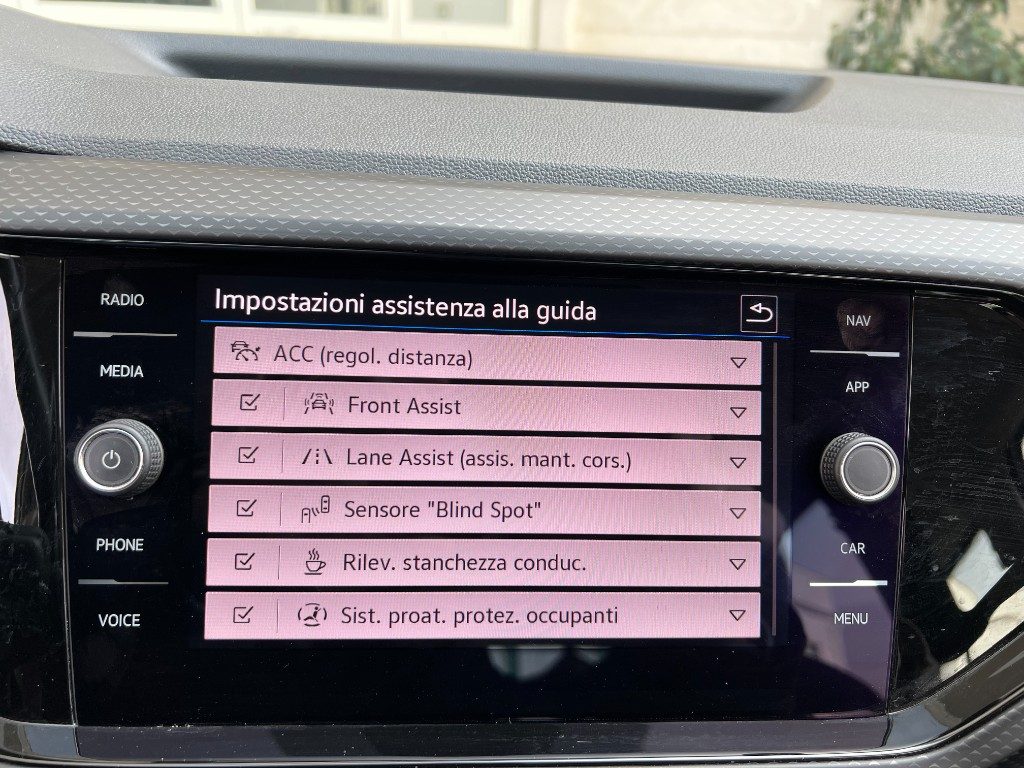 RADIO
MEDIA
PHONE
VOICE
Impostazioni assistenza alla guida
ACC (regol. distanza)
Front Assist
Lane Assist (assis. mant. cors.)
Sensore "Blind Spot"
Rilev. stanchezza conduc.
Sist. proat. protez. occupanti
NAV
APP
CAR
MENU